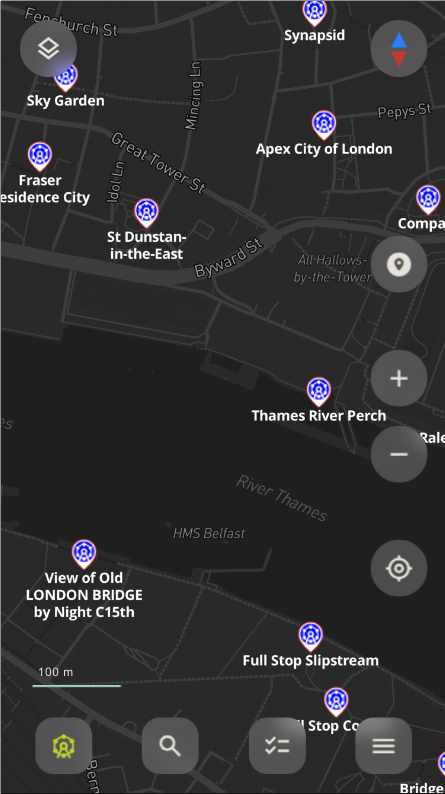 Fenchurch St
Synapsid
Sky Garden
Mincing Ln
Pepys St
Apex City of London
Great Tower St
Fraser
esidence City
Idol Ln
St Dunstan-
in-the-East
Compa
Byward St
All Hallows-
by-the-Tower
Thames River Perch
Rale
es
River Thames
HMS Belfast
View of Old
LONDON BRIDGE
by Night C15th
Full Stop Slipstream
100 m
ll Stop Co
Bern
Bridge